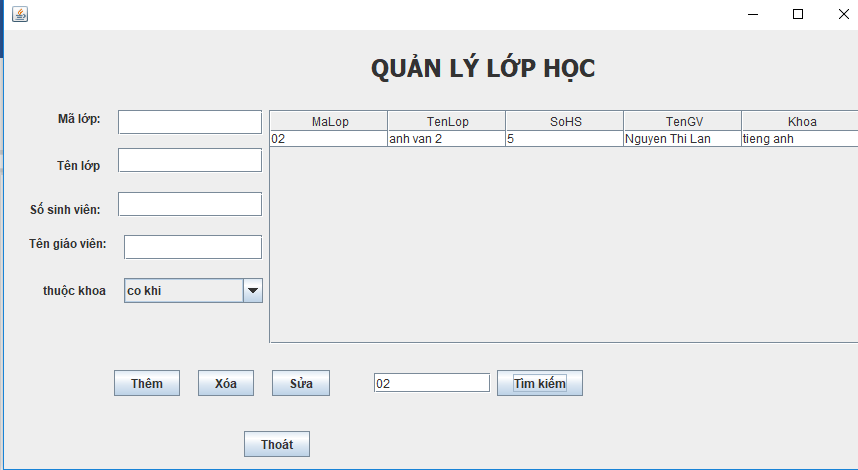 QUẢN LÝ LỚP HỌC
Mã lớp:
Tên lớp
Số sinh viên:
Tên giáo viên:
thuộc khoa co khi
MaLop TenLop SoHS TenGV Khoa
02 anh van 2 5 Nguyen Thi Lan tieng anh
Thêm Xóa Sửa 02 Tìm kiếm
Thoát